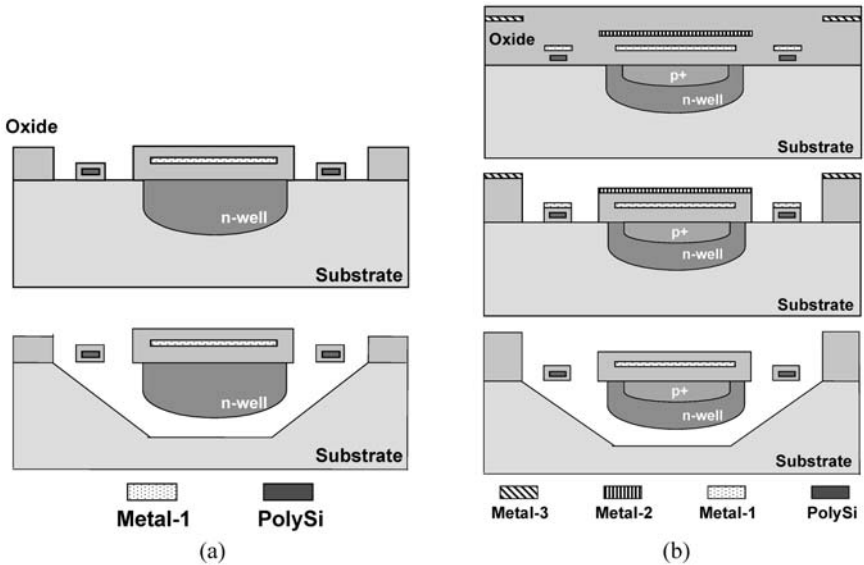 Oxide
n-well
Substrate
n-well
Substrate
Metal-1
PolySi
(a)
Oxide
p+
n-well
Substrate
p+
n-well
Substrate
p+
n-well
Substrate
Metal-3
Metal-2
Metal-1
PolySi
(b)